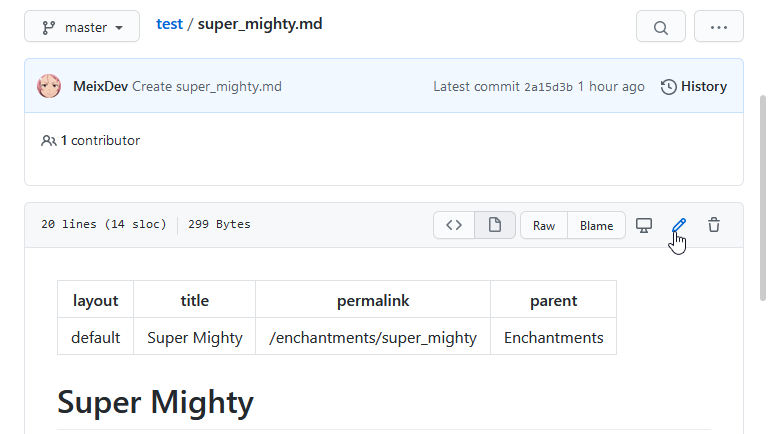 master test / super_mighty.md ...
MeixDev Create super_mighty.md Latest commit 2a15d3b 1 hour ago History
1 contributor
20 lines (14 sloc) 299 Bytes <> Raw Blame
layout title permalink parent
default Super Mighty /enchantments/super_mighty Enchantments
Super Mighty